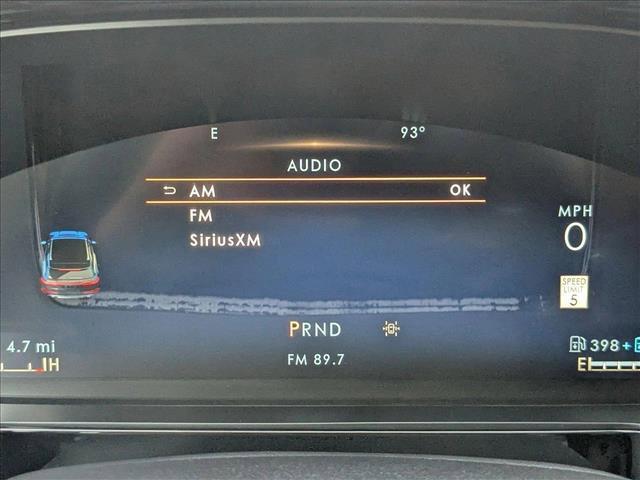 E 93°
AUDIO
AM OK
FM
SiriusXM
MPH
0
SPEED
LIMIT
5
PRND
4.7 mi
398 +
FM 89.7
H
E